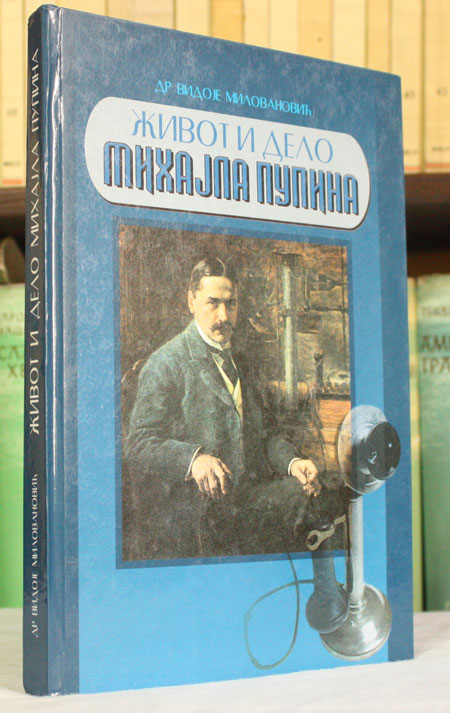 ДР ВИДОЈЕ МИЛОВАНОВИЋ
ЖИВОТ И ДЕЛО
МИХАЈЛА ПУПИНА
ДР ВИДОЈЕ МИЛОВАНОВИЋ ЖИВОТ И ДЕЛО МИХАЈЛА ПУПИНА